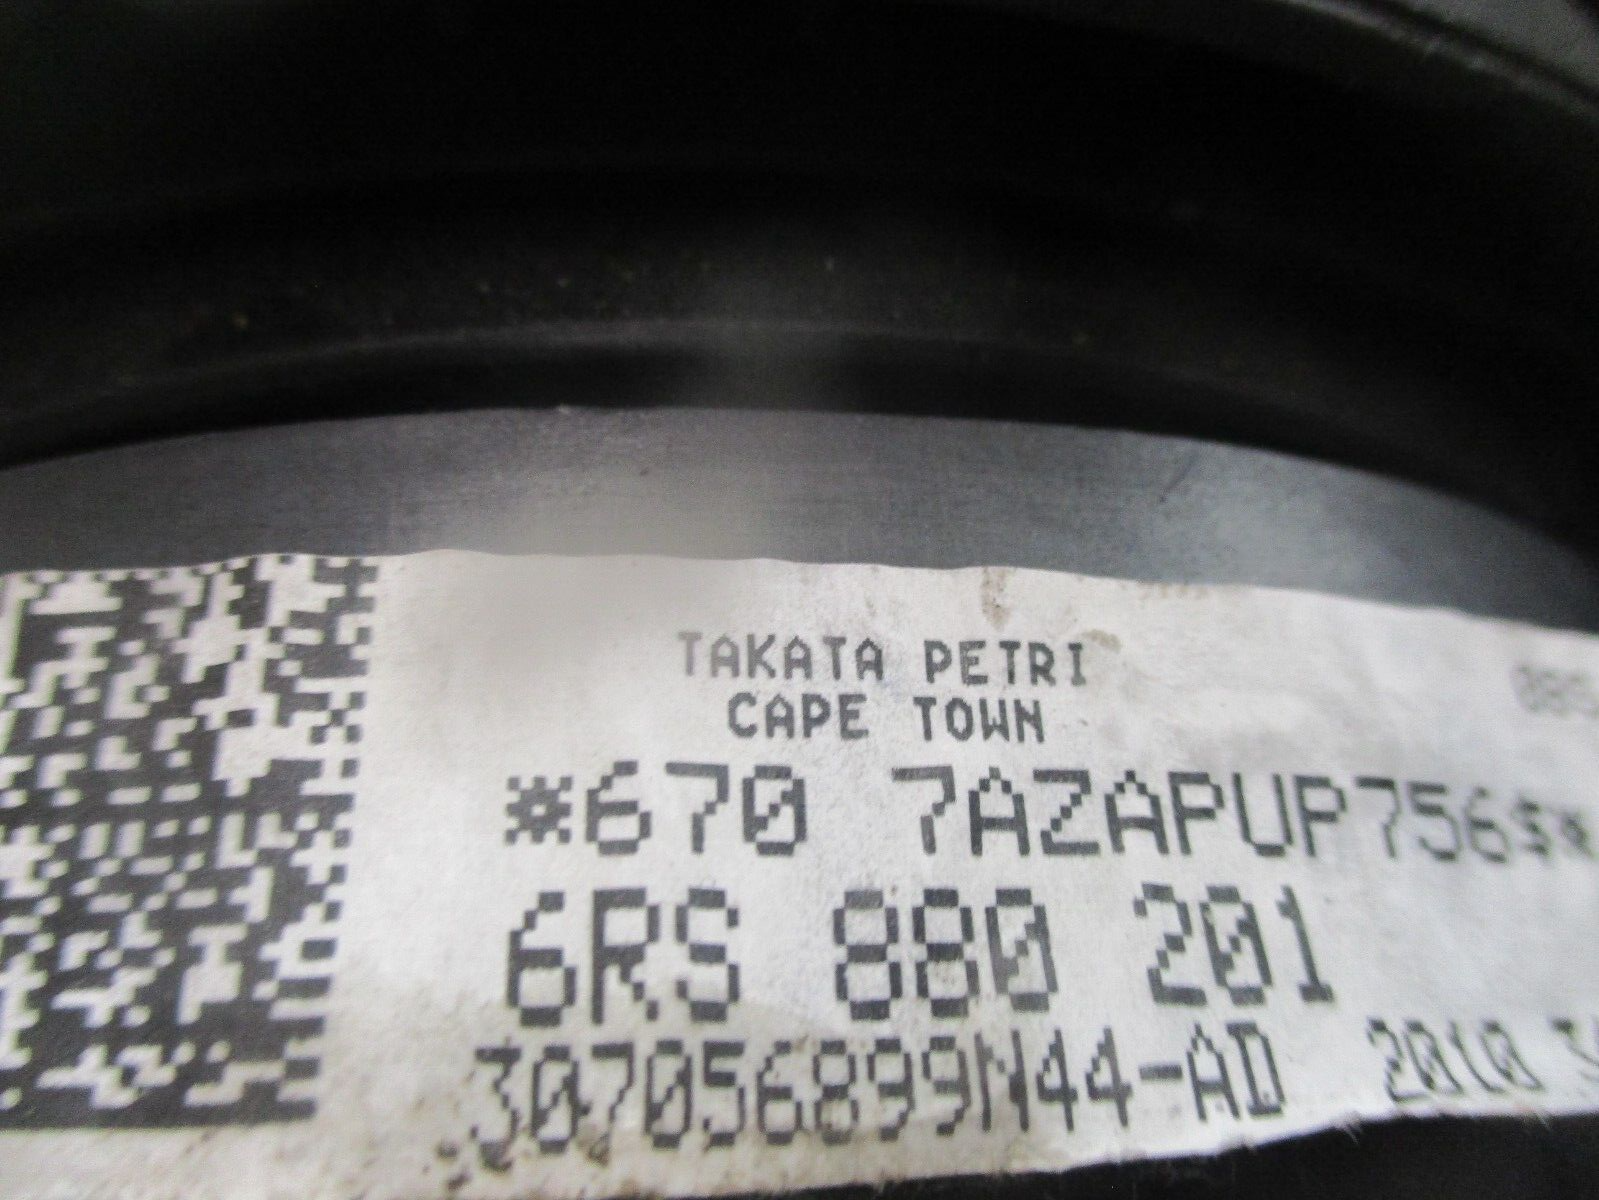 TAKATA PETRI
CAPE TOWN
*670 7AZAPUP756
6RS 880 201
307056899N44-AD 2010